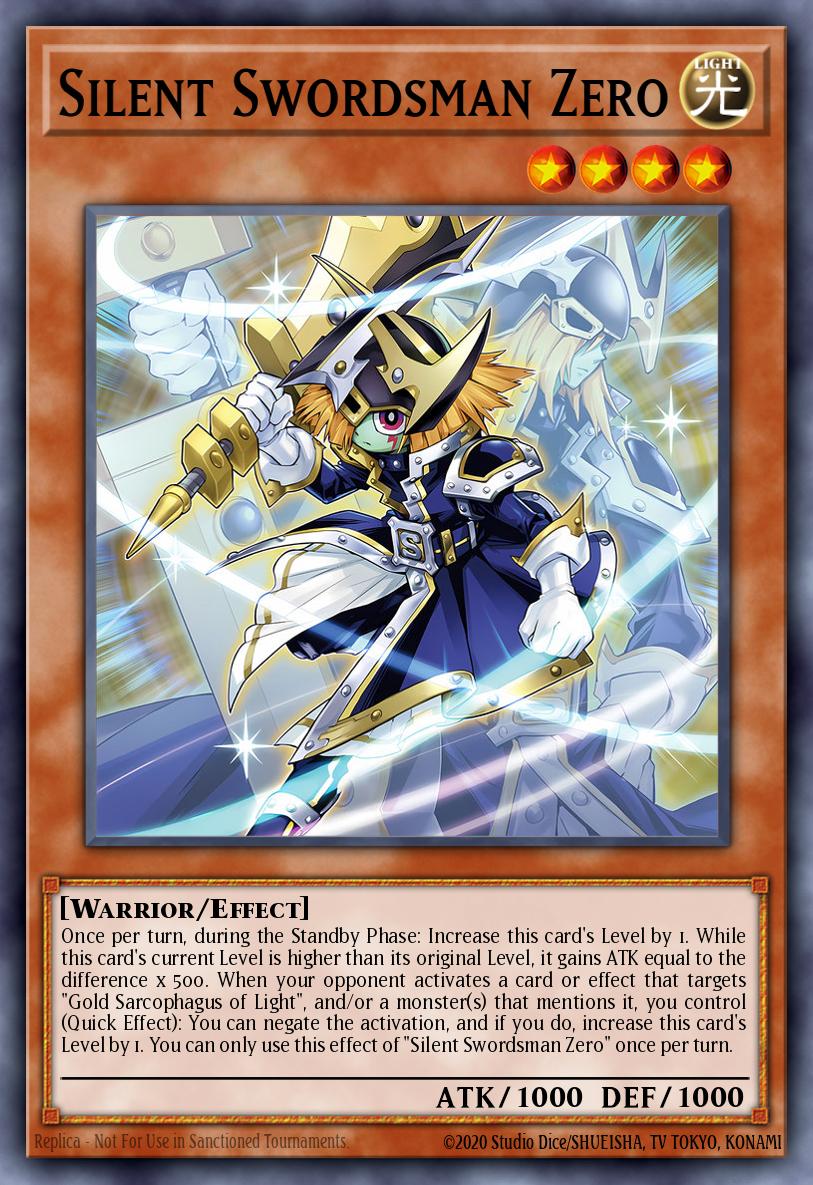 Silent Swordsman Zero
LIGHT
光
S
[Warrior/Effect]
Once per turn, during the Standby Phase: Increase this card's Level by 1. While
this card's current Level is higher than its original Level, it gains ATK equal to the
difference x 500. When your opponent activates a card or effect that targets
"Gold Sarcophagus of Light", and/or a monster(s) that mentions it, you control
(Quick Effect): You can negate the activation, and if you do, increase this card's
Level by 1. You can only use this effect of "Silent Swordsman Zero" once per turn.
ATK/1000 DEF/1000
Replica - Not For Use in Sanctioned Tournaments.
©2020 Studio Dice/SHUEISHA, TV TOKYO, KONAMI